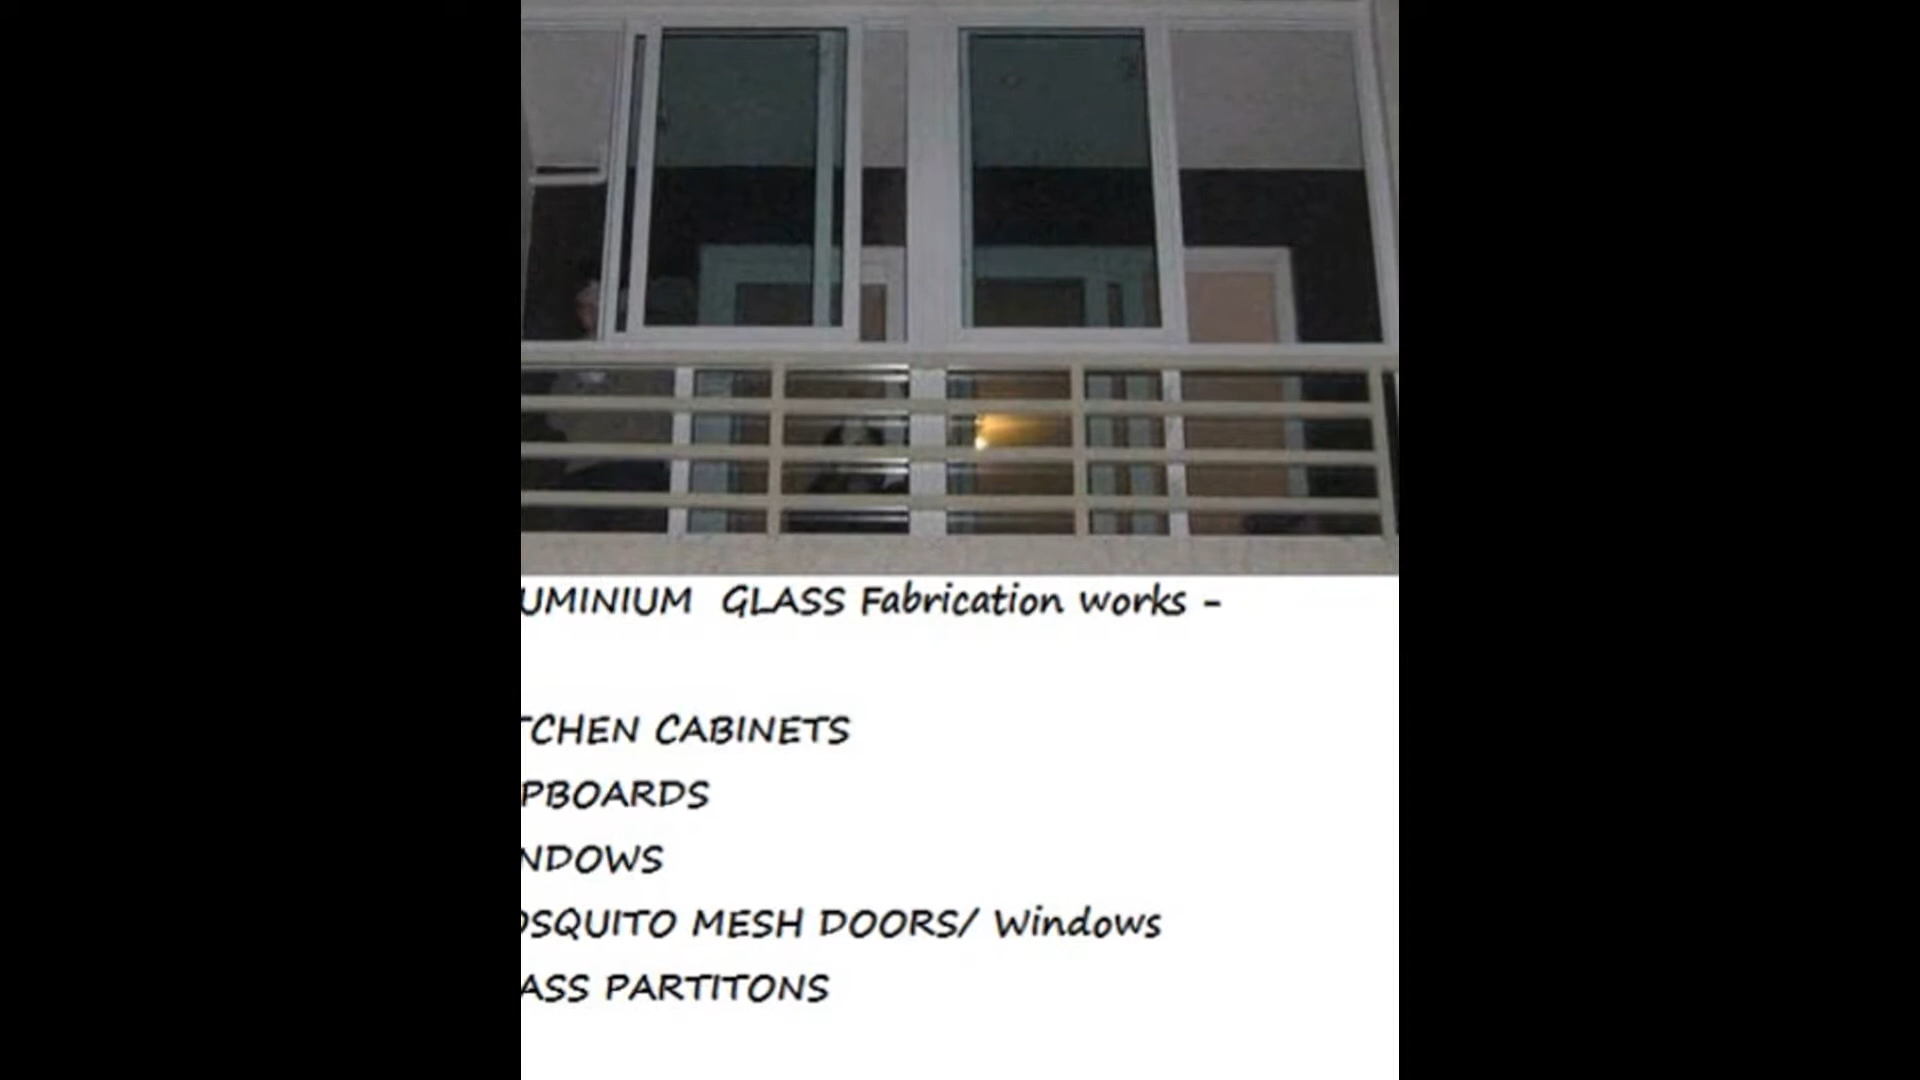 UMINIUM GLASS Fabrication works -
TCHEN CABINETS
PBOARDS
NDOWS
OSQUITO MESH DOORS/ Windows
ASS PARTITONS